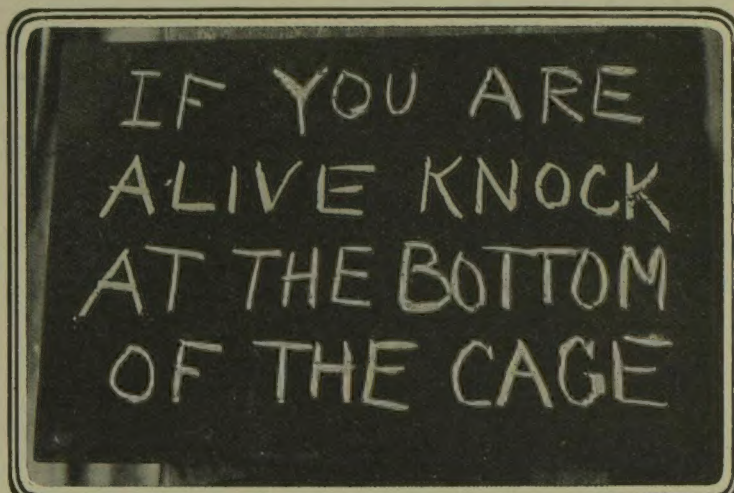 IF YOU ARE
ALIVE KNOCK
AT THE BOTTOM
OF THE CAGE